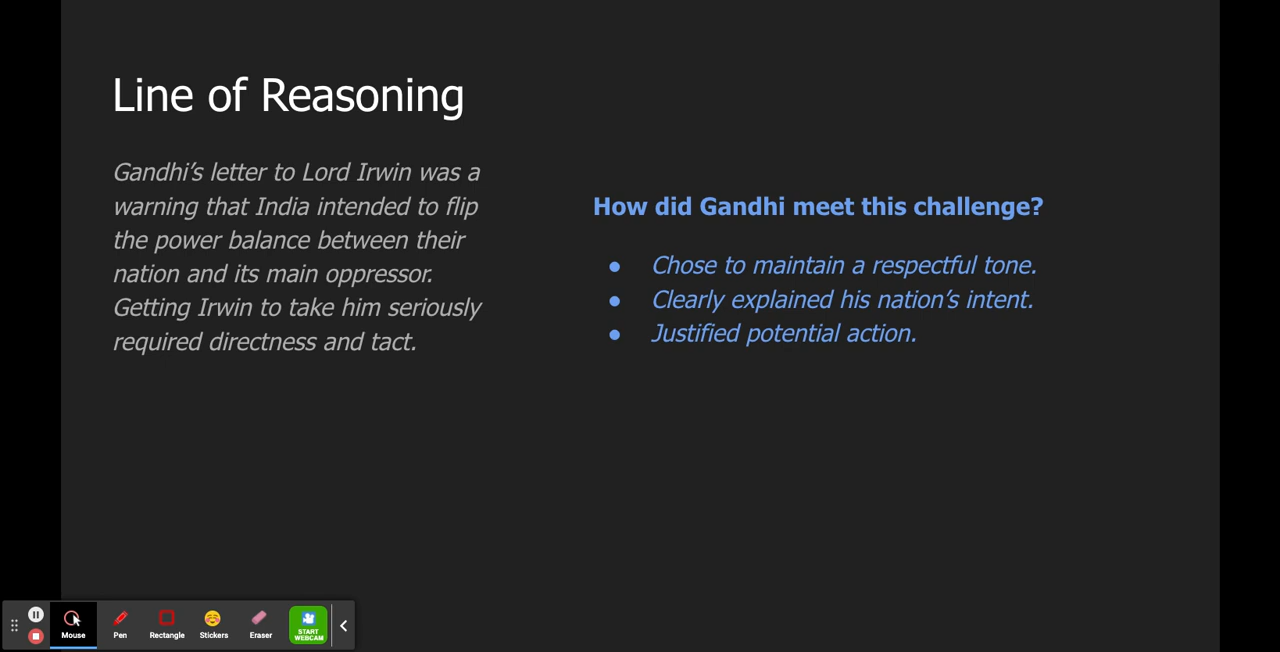 Line of Reasoning
Gandhi’s letter to Lord Irwin was a
warning that India intended to flip
the power balance between their
nation and its main oppressor.
Getting Irwin to take him seriously
required directness and tact.
How did Gandhi meet this challenge?
● Chose to maintain a respectful tone.
● Clearly explained his nation’s intent.
● Justified potential action.
Mouse
Pen
Rectangle
Stickers
Eraser
START
WEBCAM